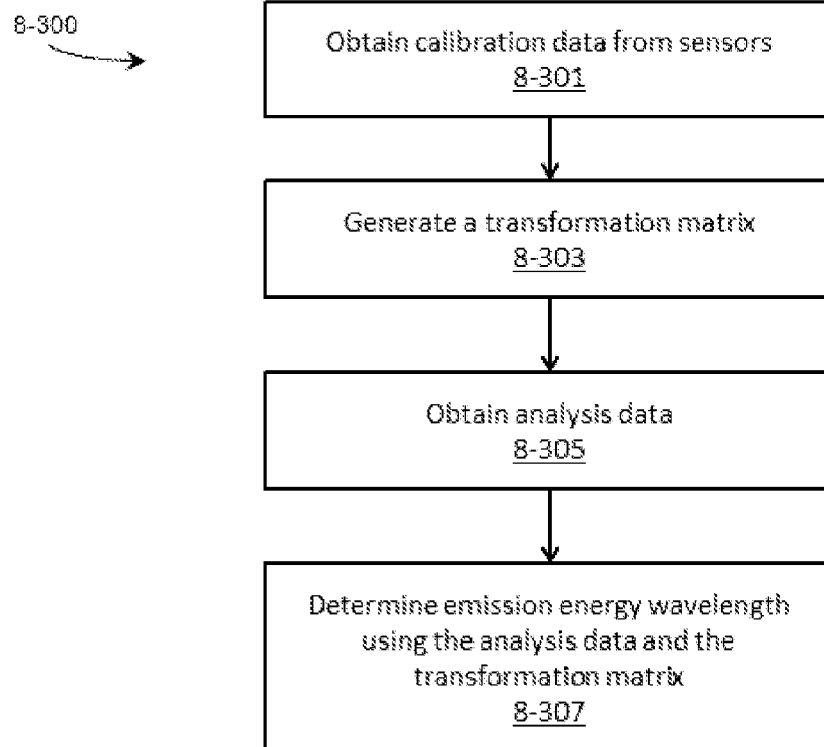 8-300
Obtain calibration data from sensors
8-301
Generate a transformation matrix
8-303
Obtain analysis data
8-305
Determine emission energy wavelength
using the analysis data and the
transformation matrix
8-307